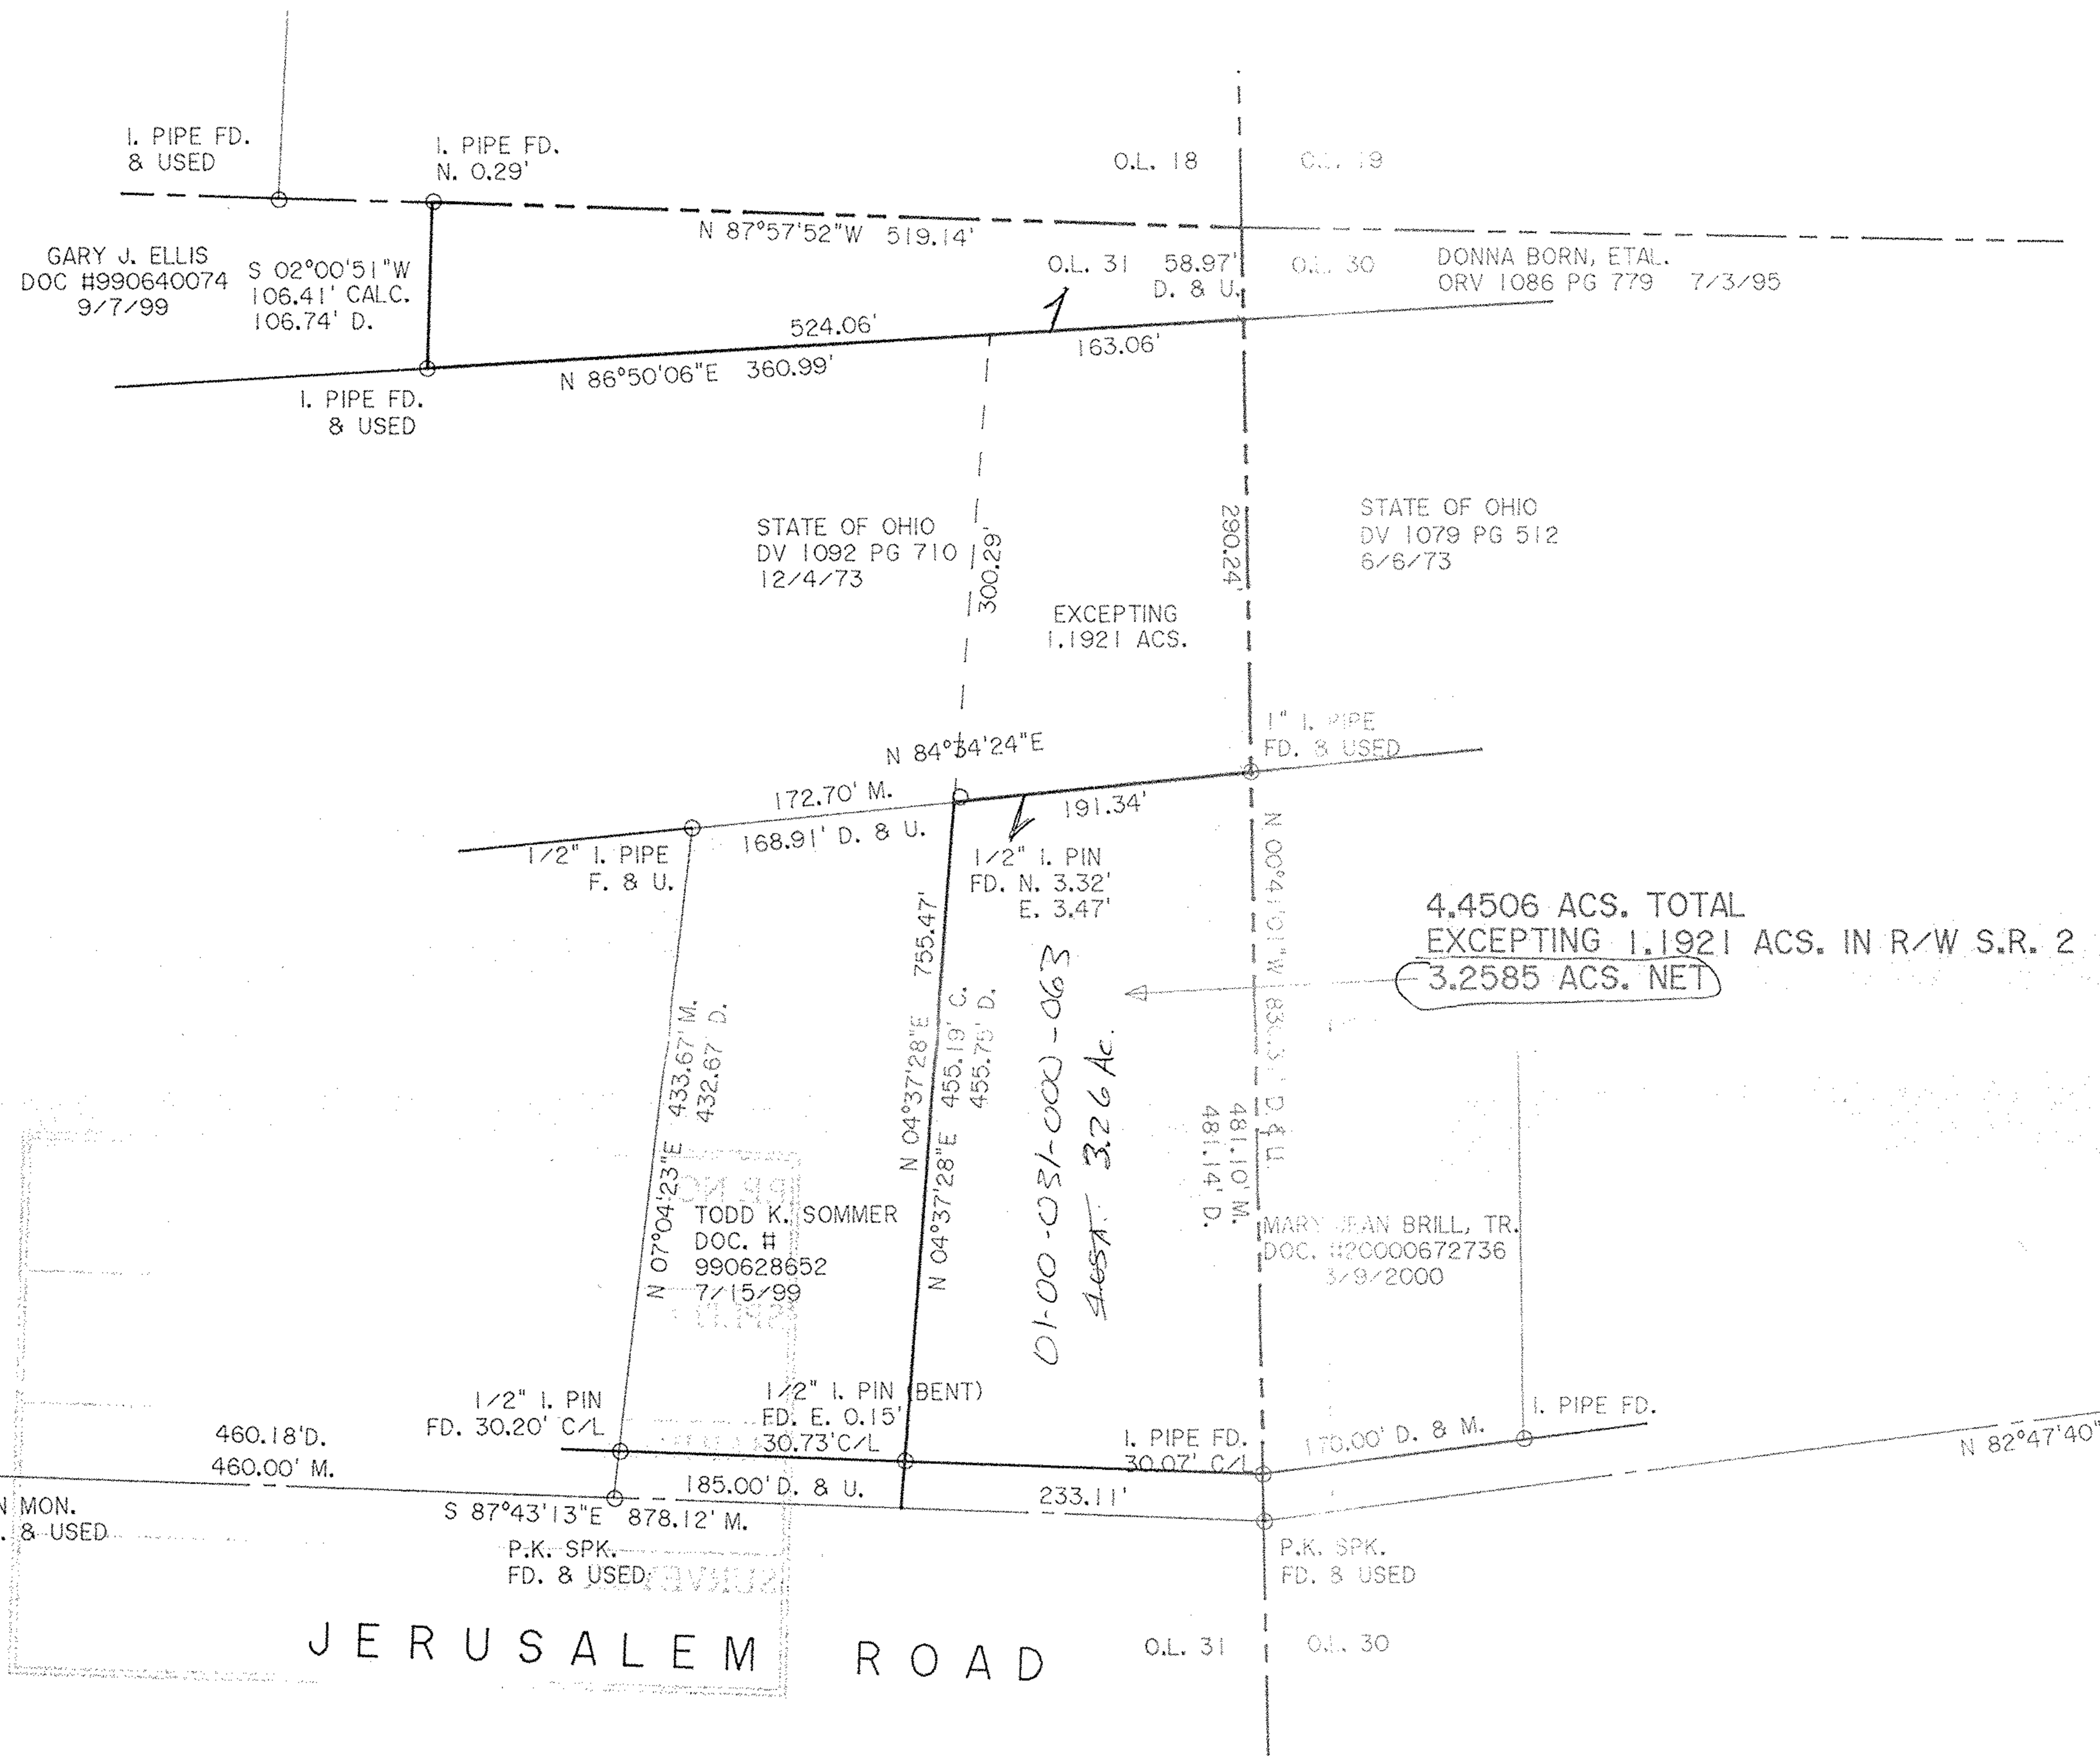 I. PIPE FD.
& USED
I. PIPE FD.
N. 0.29'
O.L. 18
O.L. 19
N 87°57'52"W 519.14'
GARY J. ELLIS
DOC #990640074
9/7/99
S 02°00'51"W
106.41' CALC.
106.74' D.
O.L. 31
58.97'
D. & U.
O.L. 30
DONNA BORN, ETAL.
ORV 1086 PG 779 7/3/95
524.06'
163.06'
N 86°50'06"E 360.99'
I. PIPE FD.
& USED
STATE OF OHIO
DV 1092 PG 710
12/4/73
300.29'
290.24'
STATE OF OHIO
DV 1079 PG 512
6/6/73
EXCEPTING
1.1921 ACS.
1" I. PIPE
FD. & USED
N 84°34'24"E
172.70' M.
168.91' D. & U.
191.34'
1/2" I. PIPE
F. & U.
1/2" I. PIN
FD. N. 3.32'
E. 3.47'
4.4506 ACS. TOTAL
EXCEPTING 1.1921 ACS. IN R/W S.R. 2
3.2585 ACS. NET
N 07°04'23"E 433.67' M.
432.67' D.
N 04°37'28"E 755.47'
N 04°37'28"E 455.19' C.
455.75' D.
01-00-031-000-063
3.26 Ac.
D. & U.
481.10' M.
481.14' D.
TODD K. SOMMER
DOC. #
990628652
7/15/99
MARY JEAN BRILL, TR.
DOC. #20000672736
3/9/2000
1/2" I. PIN
FD. 30.20' C/L
1/2" I. PIN (BENT)
FD. E. 0.15'
30.73' C/L
I. PIPE FD.
30.07' C/L
170.00' D. & M.
I. PIPE FD.
N 82°47'40"
460.18' D.
460.00' M.
185.00' D. & U.
233.11'
S 87°43'13"E 878.12' M.
N MON.
. & USED
P.K. SPK.
FD. & USED
P.K. SPK.
FD. & USED
JERUSALEM ROAD
O.L. 31
O.L. 30